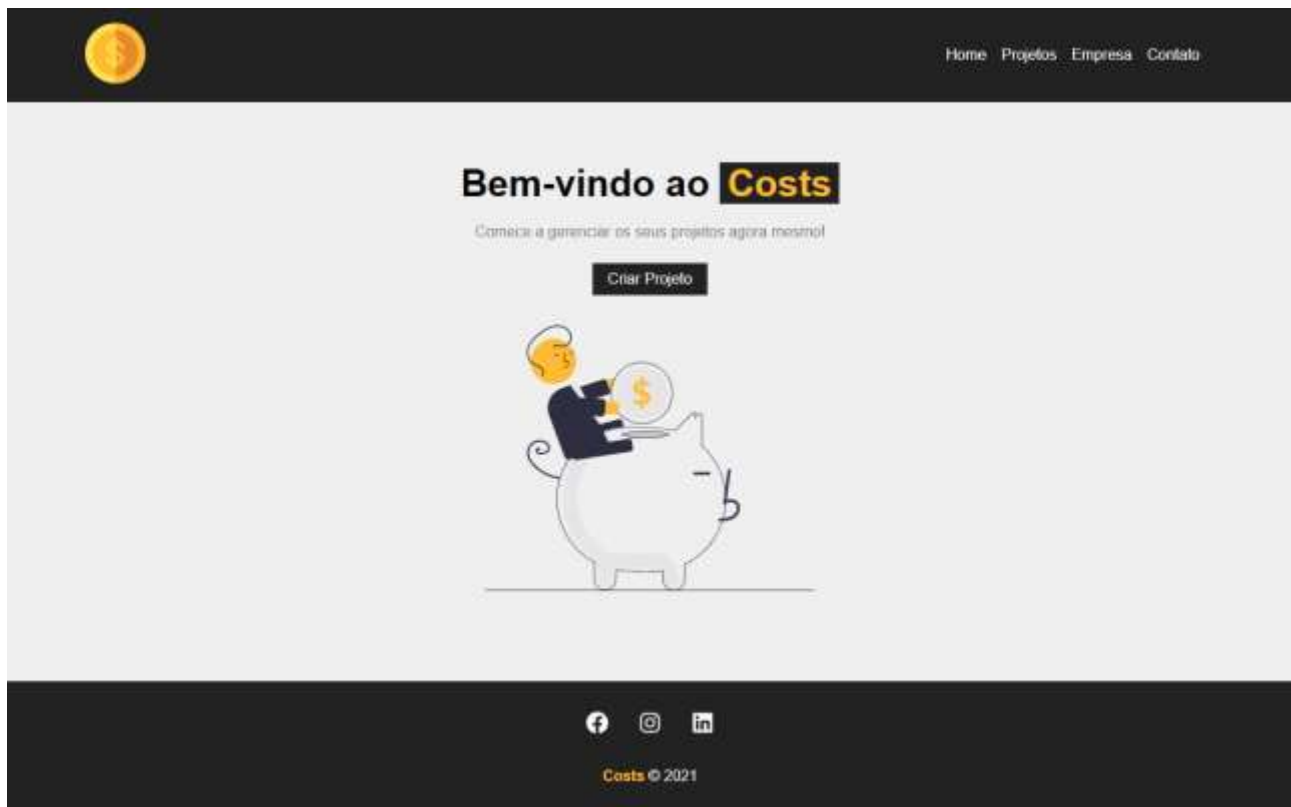 Home Projetos Empresa Contato
Bem-vindo ao Costs
Comece a gerenciar os seus projetos agora mesmo!
Criar Projeto
$
Costs © 2021